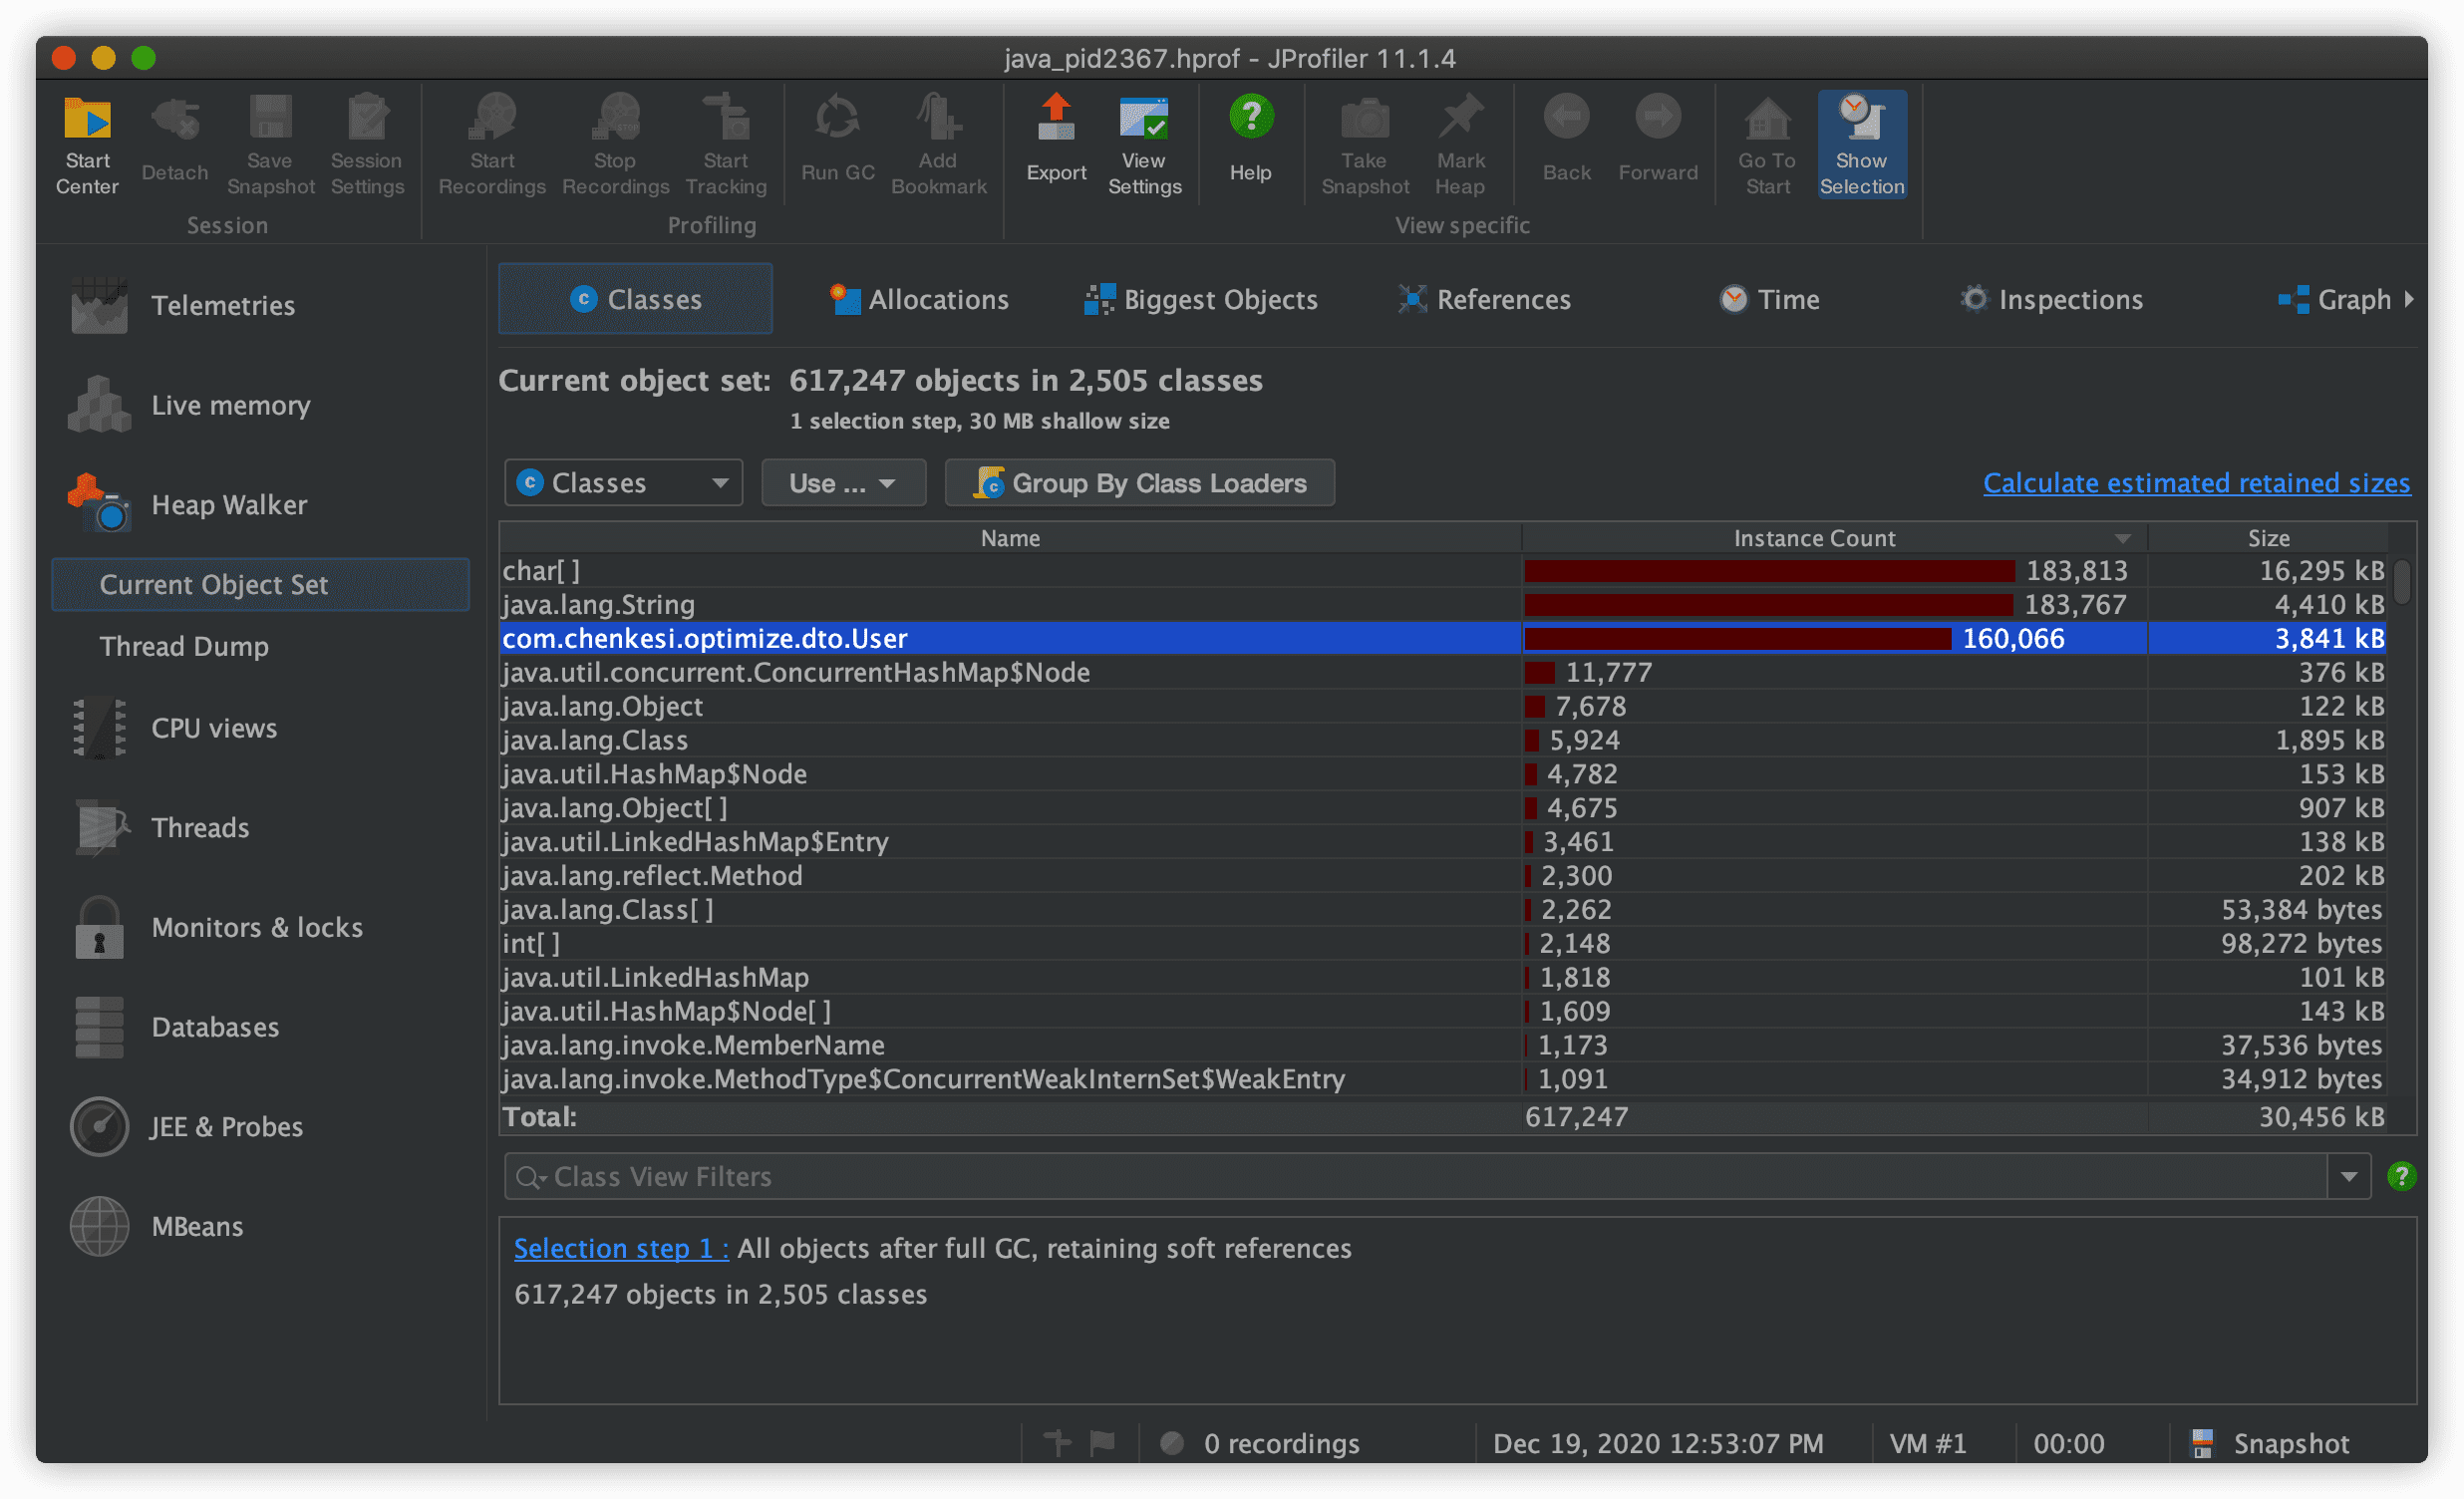 java_pid2367.hprof - JProfiler 11.1.4
Start Center
Detach
Save Snapshot
Session Settings
Start Recordings
Stop Recordings
Start Tracking
Run GC
Add Bookmark
Export
View Settings
Help
Take Snapshot
Mark Heap
Back
Forward
Go To Start
Show Selection
Session
Profiling
View specific
Telemetries
Live memory
Heap Walker
Current Object Set
Thread Dump
CPU views
Threads
Monitors & locks
Databases
JEE & Probes
MBeans
Classes
Allocations
Biggest Objects
References
Time
Inspections
Graph
Current object set: 617,247 objects in 2,505 classes
1 selection step, 30 MB shallow size
Classes
Use ...
Group By Class Loaders
Calculate estimated retained sizes
Name Instance Count Size
char[ ] 183,813 16,295 kB
java.lang.String 183,767 4,410 kB
com.chenkesi.optimize.dto.User 160,066 3,841 kB
java.util.concurrent.ConcurrentHashMap$Node 11,777 376 kB
java.lang.Object 7,678 122 kB
java.lang.Class 5,924 1,895 kB
java.util.HashMap$Node 4,782 153 kB
java.lang.Object[ ] 4,675 907 kB
java.util.LinkedHashMap$Entry 3,461 138 kB
java.lang.reflect.Method 2,300 202 kB
java.lang.Class[ ] 2,262 53,384 bytes
int[ ] 2,148 98,272 bytes
java.util.LinkedHashMap 1,818 101 kB
java.util.HashMap$Node[ ] 1,609 143 kB
java.lang.invoke.MemberName 1,173 37,536 bytes
java.lang.invoke.MethodType$ConcurrentWeakInternSet$WeakEntry 1,091 34,912 bytes
Total: 617,247 30,456 kB
Class View Filters
Selection step 1 : All objects after full GC, retaining soft references
617,247 objects in 2,505 classes
0 recordings
Dec 19, 2020 12:53:07 PM
VM #1
00:00
Snapshot